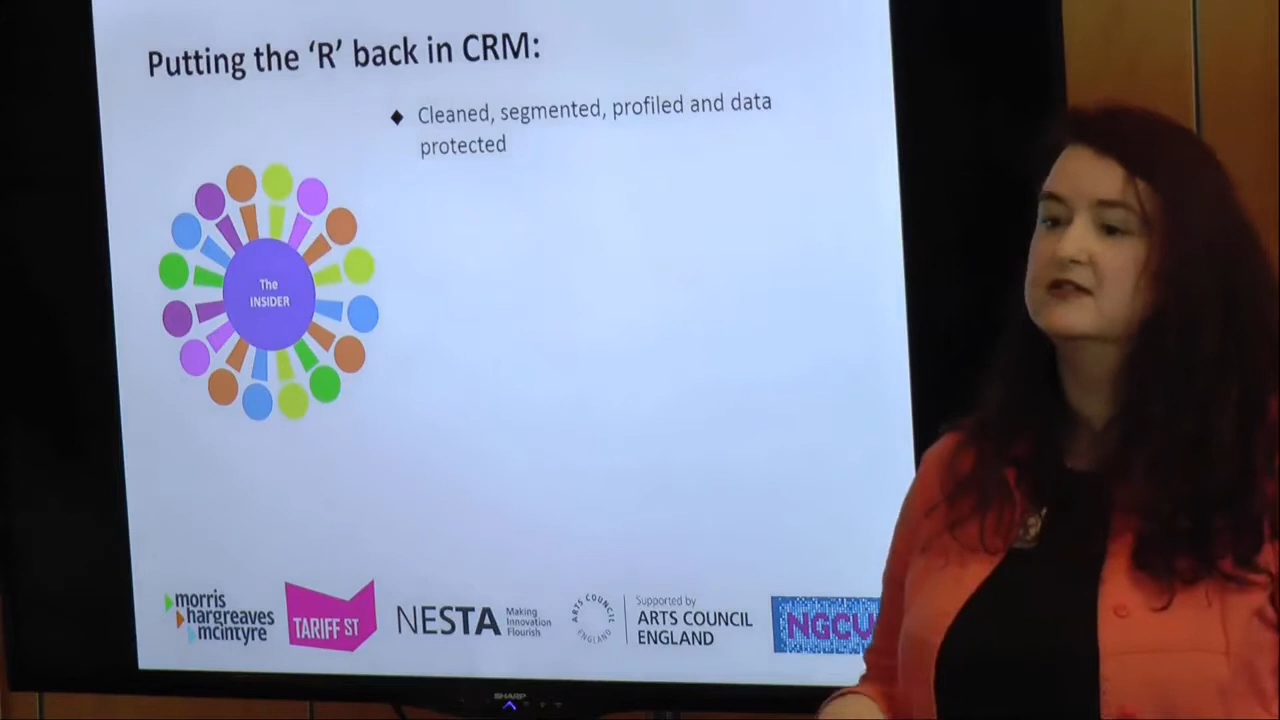 Putting the ‘R’ back in CRM:
◆ Cleaned, segmented, profiled and data
protected
The
INSIDER
morris
hargreaves
mcintyre
TARIFF ST
NESTA
Making
Innovation
Flourish
ARTS COUNCIL
ENGLAND
Supported by
ARTS COUNCIL
ENGLAND
SHARP